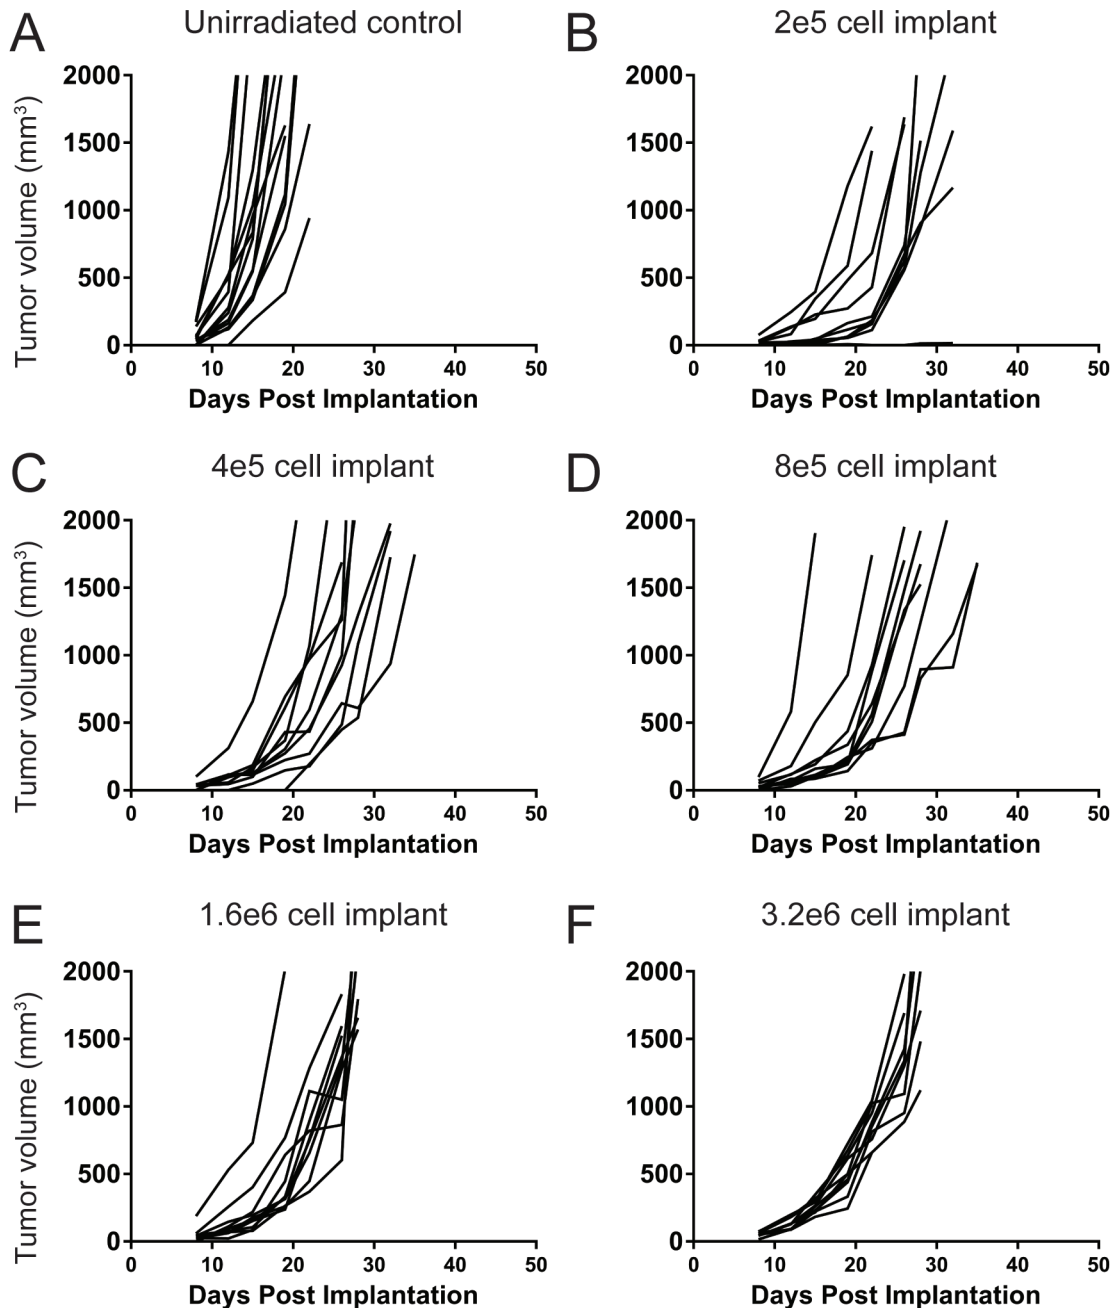 A Unirradiated control
Tumor volume (mm³)
2000
1500
1000
500
0
0 10 20 30 40 50
Days Post Implantation
B 2e5 cell implant
2000
1500
1000
500
0
0 10 20 30 40 50
Days Post Implantation
C 4e5 cell implant
Tumor volume (mm³)
2000
1500
1000
500
0
0 10 20 30 40 50
Days Post Implantation
D 8e5 cell implant
2000
1500
1000
500
0
0 10 20 30 40 50
Days Post Implantation
E 1.6e6 cell implant
Tumor volume (mm³)
2000
1500
1000
500
0
0 10 20 30 40 50
Days Post Implantation
F 3.2e6 cell implant
2000
1500
1000
500
0
0 10 20 30 40 50
Days Post Implantation